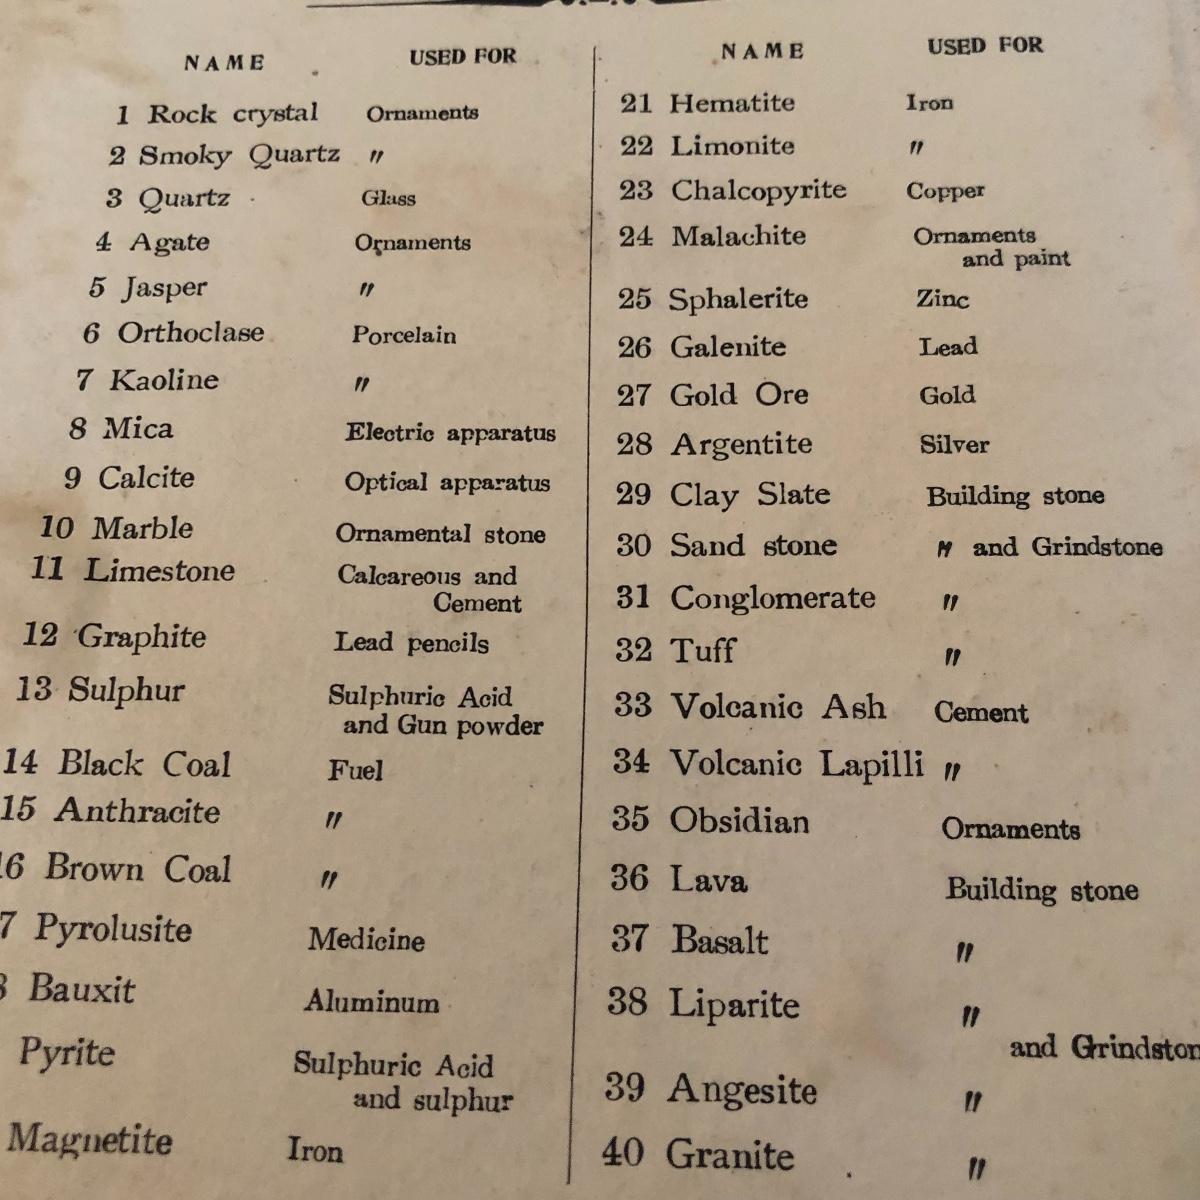 NAME USED FOR
1 Rock crystal Ornaments
2 Smoky Quartz "
3 Quartz Glass
4 Agate Ornaments
5 Jasper "
6 Orthoclase Porcelain
7 Kaoline "
8 Mica Electric apparatus
9 Calcite Optical apparatus
10 Marble Ornamental stone
11 Limestone Calcareous and
Cement
12 Graphite Lead pencils
13 Sulphur Sulphuric Acid
and Gun powder
14 Black Coal Fuel
15 Anthracite "
16 Brown Coal "
7 Pyrolusite Medicine
8 Bauxit Aluminum
Pyrite Sulphuric Acid
and sulphur
Magnetite Iron
NAME USED FOR
21 Hematite Iron
22 Limonite "
23 Chalcopyrite Copper
24 Malachite Ornaments
and paint
25 Sphalerite Zinc
26 Galenite Lead
27 Gold Ore Gold
28 Argentite Silver
29 Clay Slate Building stone
30 Sand stone " and Grindstone
31 Conglomerate "
32 Tuff "
33 Volcanic Ash Cement
34 Volcanic Lapilli "
35 Obsidian Ornaments
36 Lava Building stone
37 Basalt "
38 Liparite "
and Grindston
39 Angesite "
40 Granite "